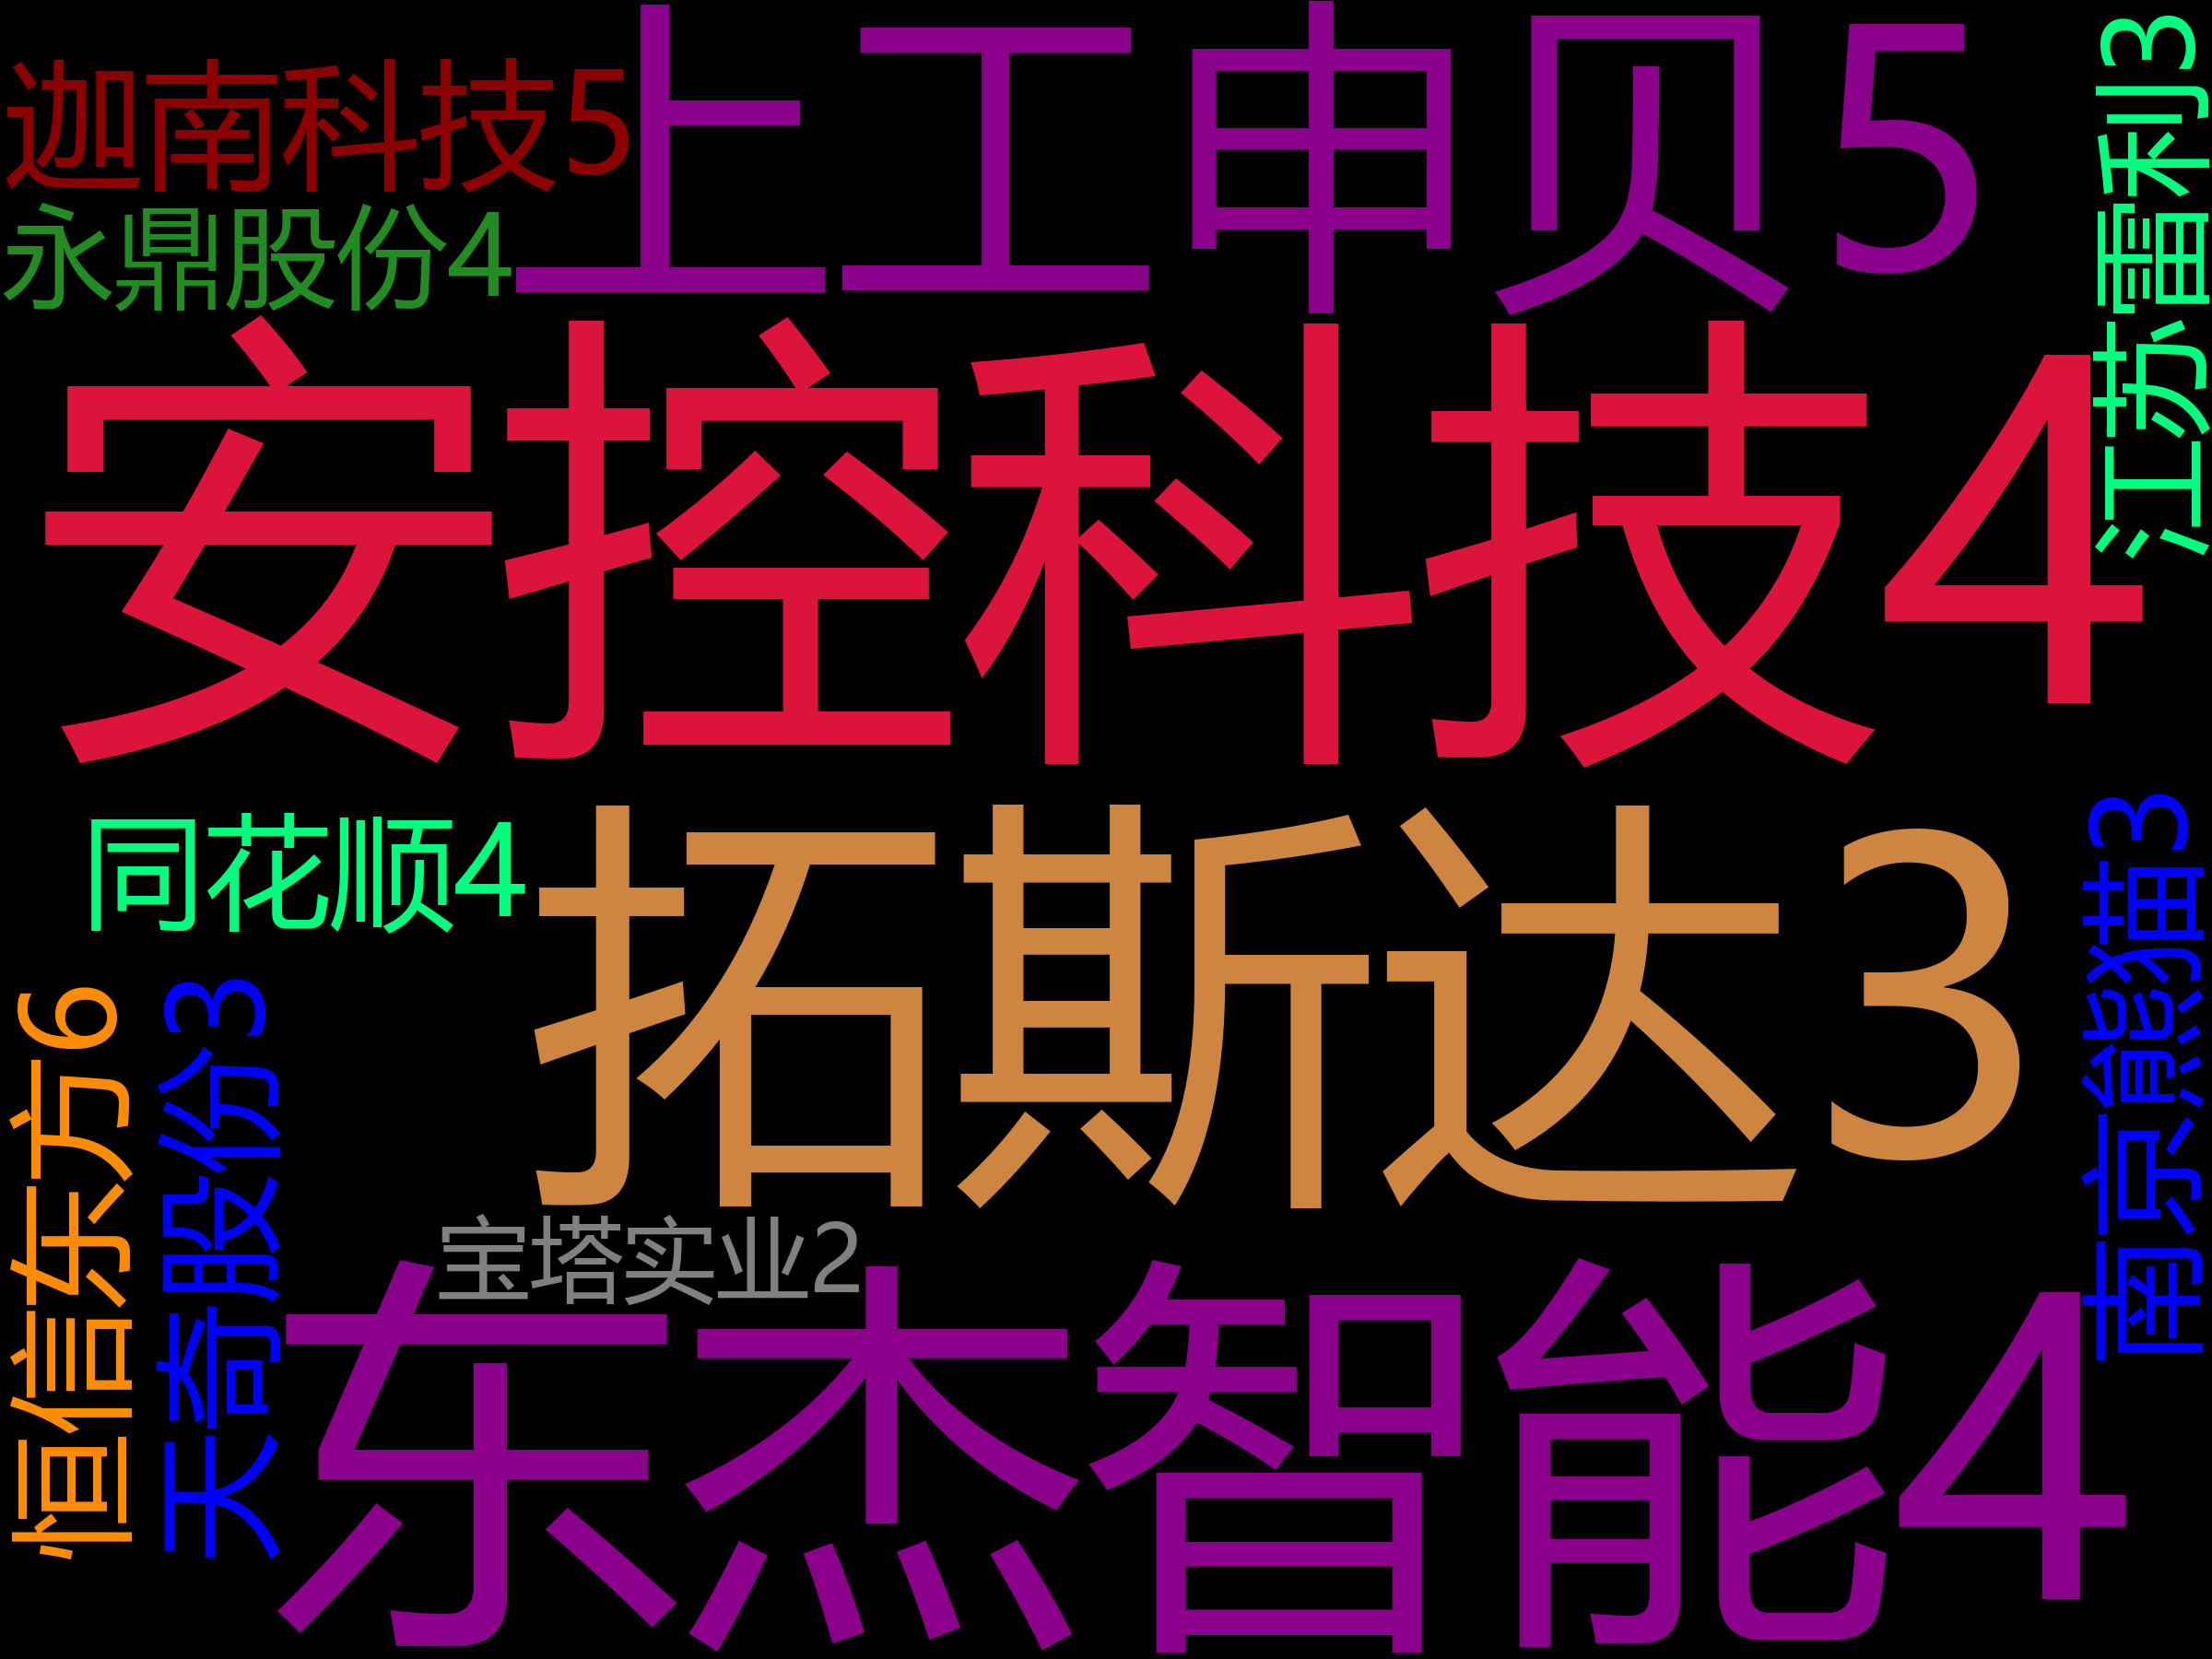 迦南科技5
上工申贝5
永鼎股份4
江苏雷利3
安控科技4
同花顺4
拓斯达3
南京熊猫3
恒信东方6
天奇股份3
宝塔实业2
东杰智能4